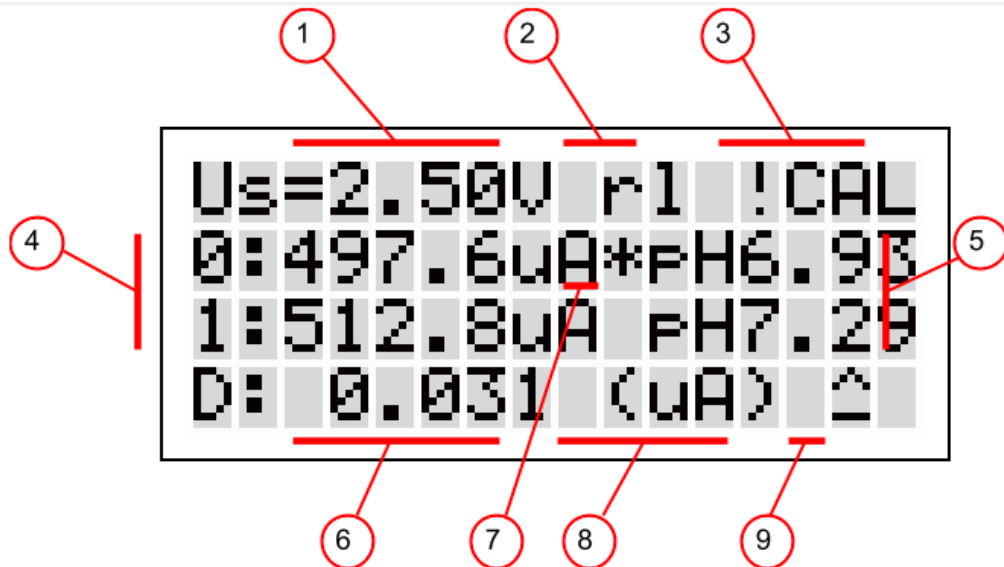 1 2 3
Us=2.50V rl !CAL
4 0:497.6uA*pH6.93 5
1:512.8uA pH7.29
D: 0.031 (uA) ^
6 7 8 9